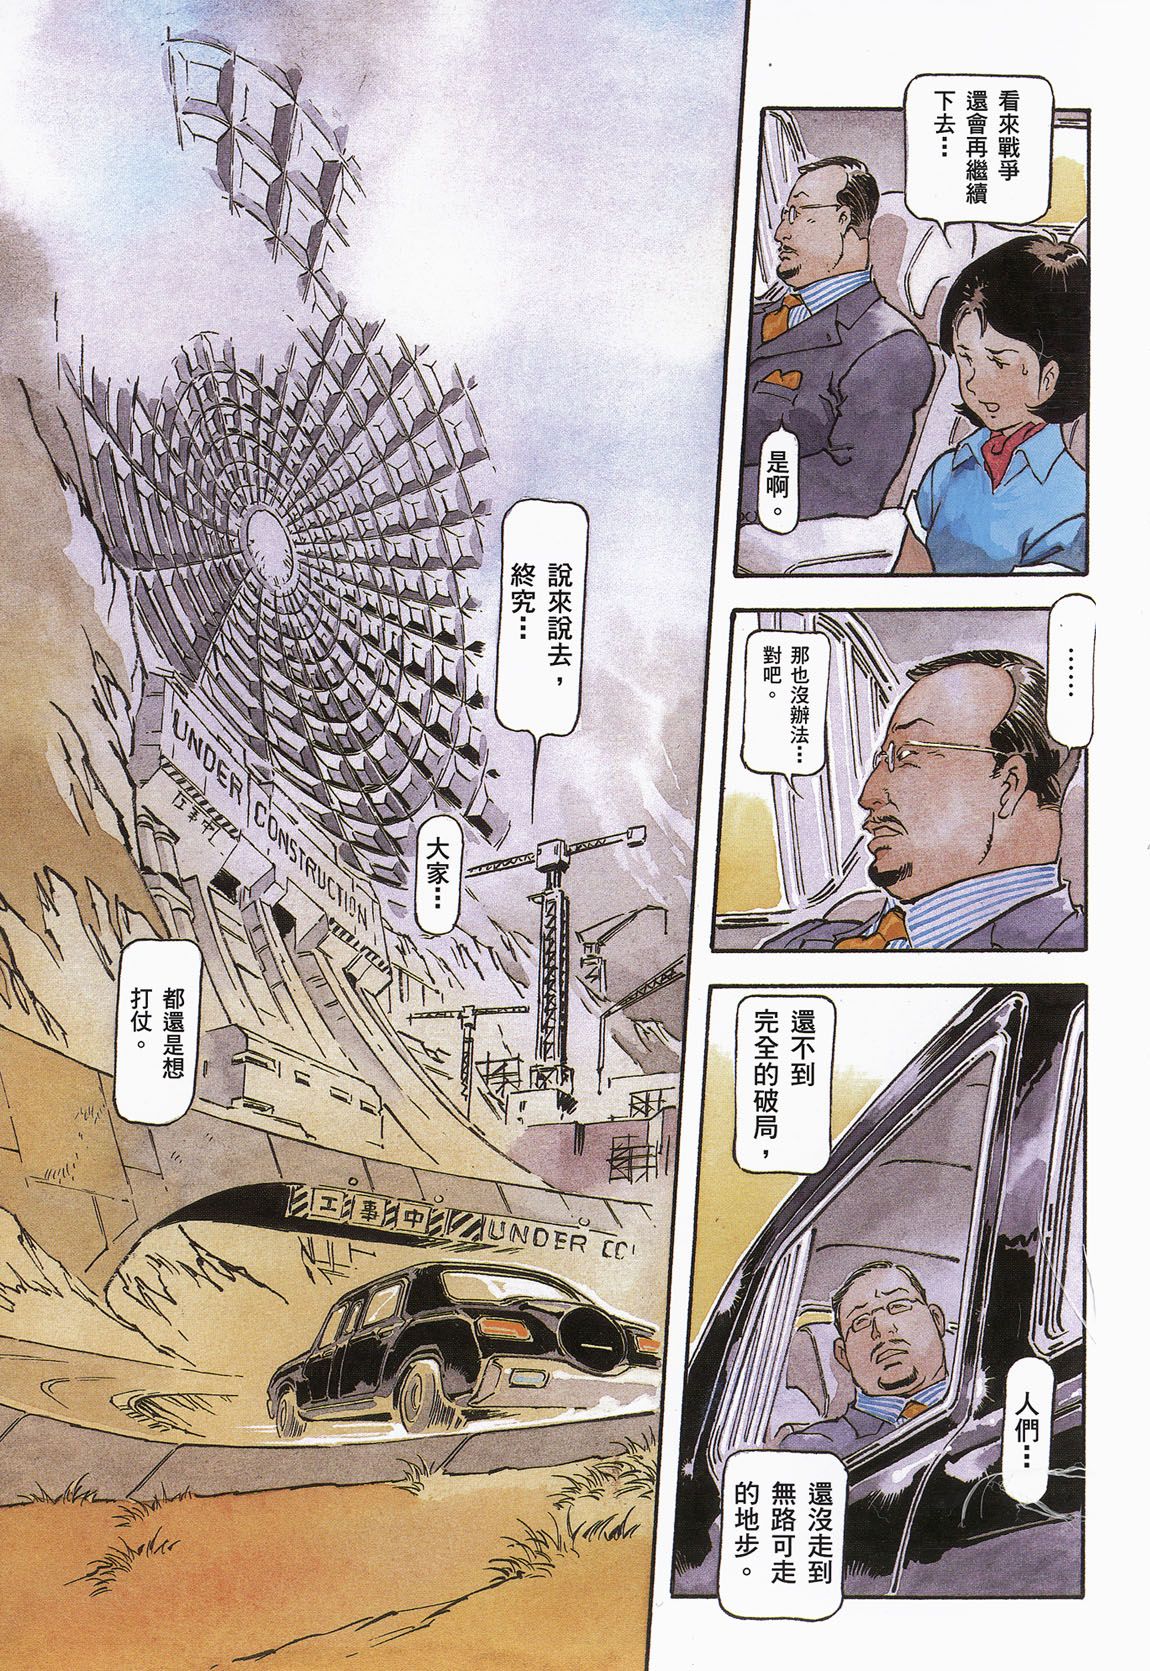 看來戰爭
還會再繼續
下去…
是啊。
……
那也沒辦法…
對吧。
還不到
完全的破局，
人們…
還沒走到
無路可走
的地步。
說來說去，
終究…
大家…
都還是想
打仗。
UNDER CONSTRUCTION
工事中
工事中 UNDER CO